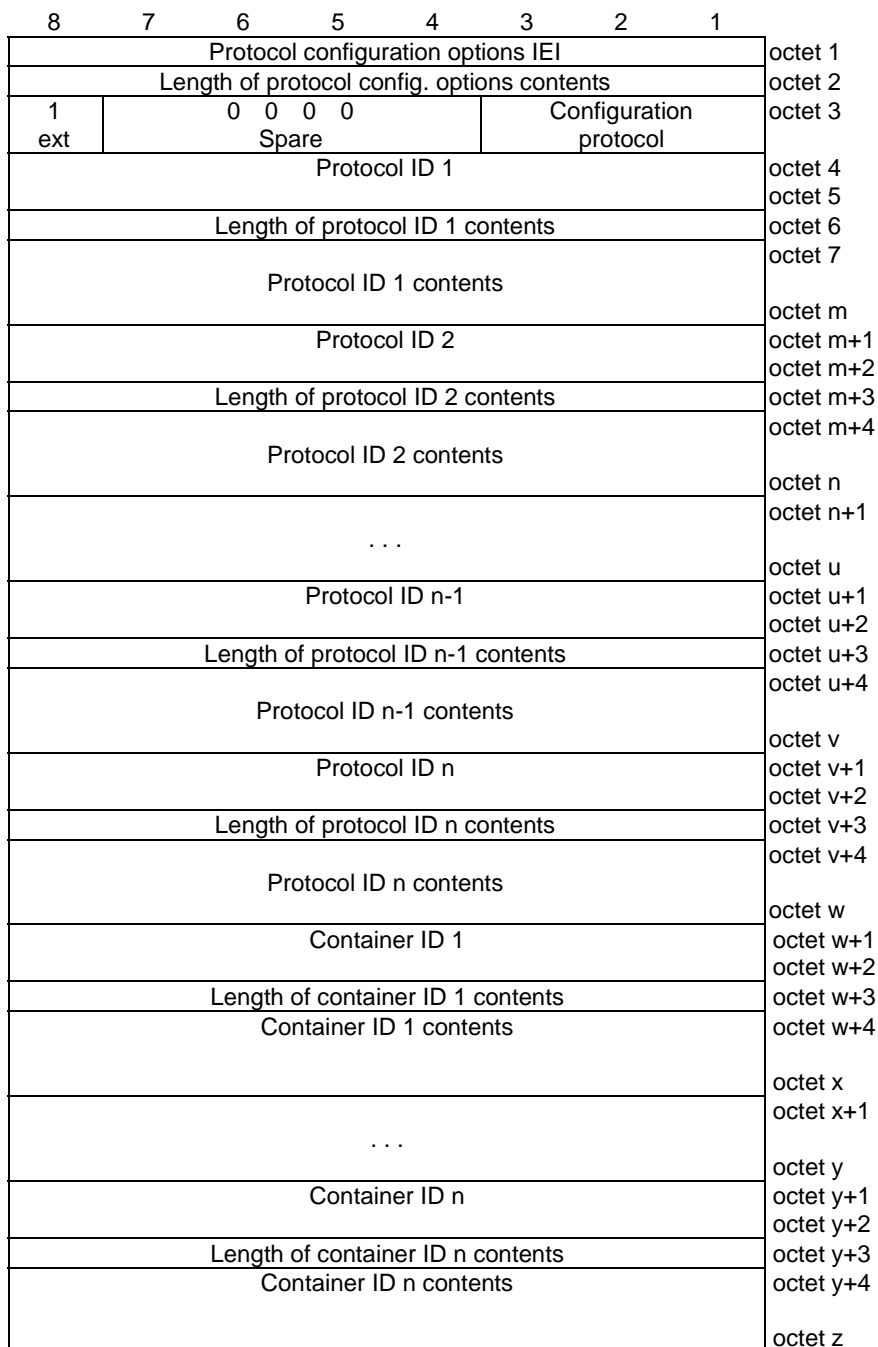 8 7 6 5 4 3 2 1
Protocol configuration options IEI octet 1
Length of protocol config. options contents octet 2
1 0 0 0 0 Configuration octet 3
ext Spare protocol
Protocol ID 1 octet 4
octet 5
Length of protocol ID 1 contents octet 6
octet 7
Protocol ID 1 contents
octet m
Protocol ID 2 octet m+1
octet m+2
Length of protocol ID 2 contents octet m+3
octet m+4
Protocol ID 2 contents
octet n
octet n+1
. . .
octet u
Protocol ID n-1 octet u+1
octet u+2
Length of protocol ID n-1 contents octet u+3
octet u+4
Protocol ID n-1 contents
octet v
Protocol ID n octet v+1
octet v+2
Length of protocol ID n contents octet v+3
octet v+4
Protocol ID n contents
octet w
Container ID 1 octet w+1
octet w+2
Length of container ID 1 contents octet w+3
Container ID 1 contents octet w+4
octet x
octet x+1
. . .
octet y
Container ID n octet y+1
octet y+2
Length of container ID n contents octet y+3
Container ID n contents octet y+4
octet z